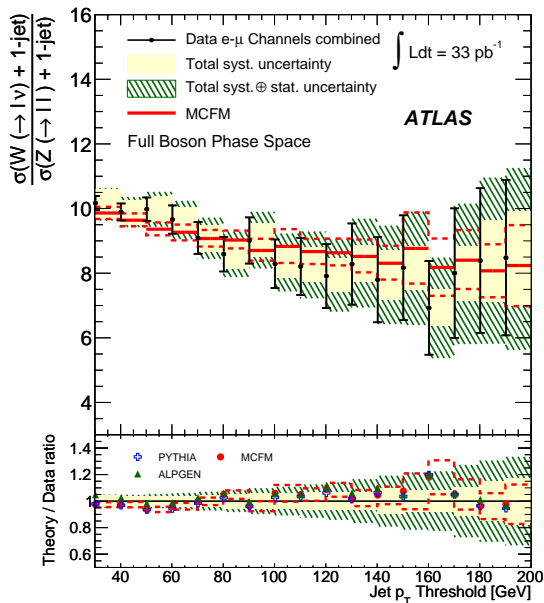 σ(W (→ l ν) + 1-jet)
σ(Z (→ l l ) + 1-jet)
16
14
12
10
8
6
4
Data e-μ Channels combined
Total syst. uncertainty
Total syst.⊕ stat. uncertainty
MCFM
Full Boson Phase Space
∫ Ldt = 33 pb⁻¹
ATLAS
Theory / Data ratio
1.4
1.2
1.0
0.8
0.6
PYTHIA
MCFM
ALPGEN
40 60 80 100 120 140 160 180 200
Jet p_T Threshold [GeV]